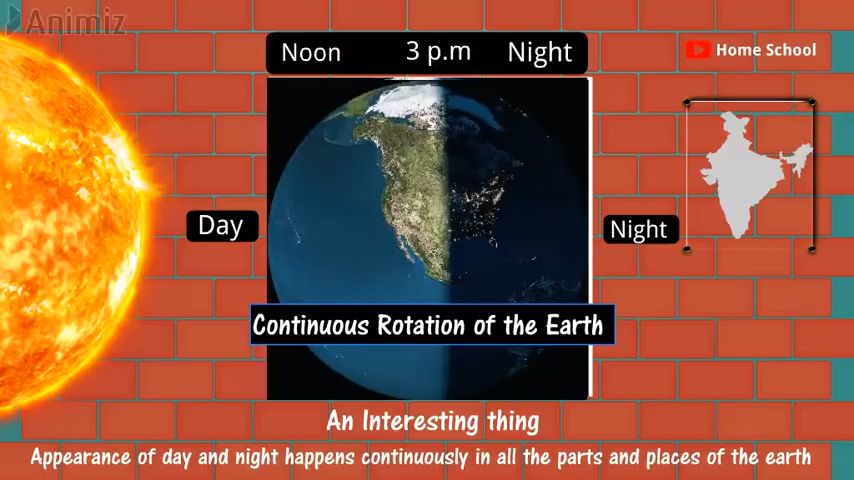 Animiz
Noon 3 p.m Night
Home School
Day
Night
Continuous Rotation of the Earth
An Interesting thing
Appearance of day and night happens continuously in all the parts and places of the earth